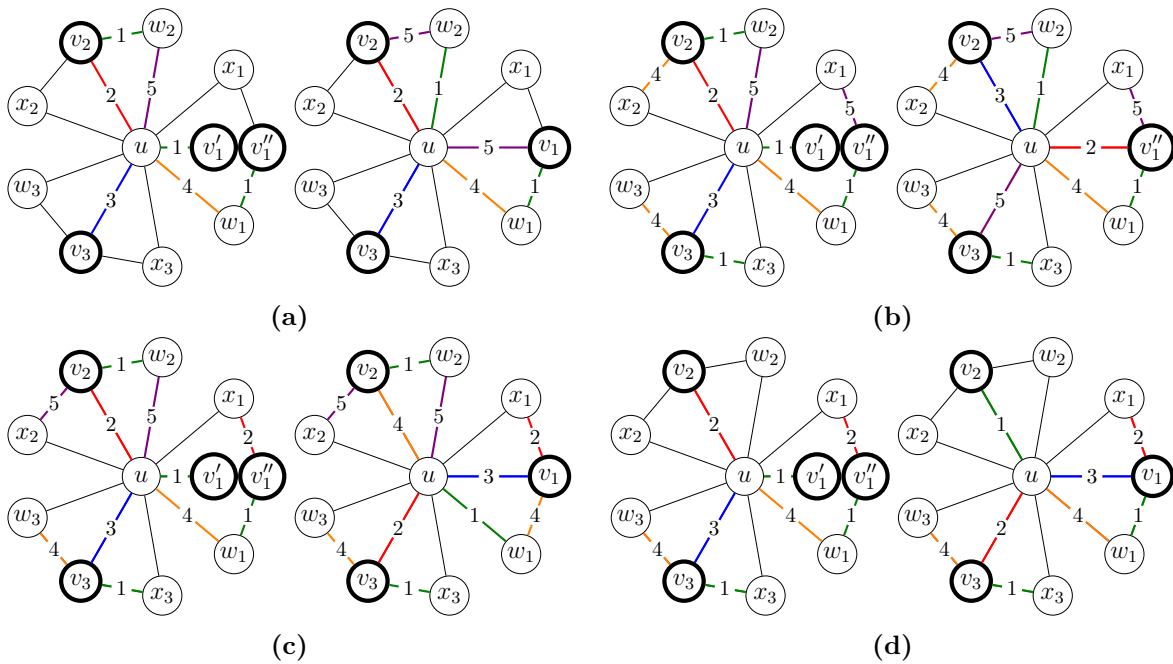 v₂ 1 w₂
x₁
x₂ 2 5
u 1 v₁′ v₁″
w₃ 3 4 1
w₁
v₃ x₃
v₂ 5 w₂
x₁
x₂ 2 1
u 5 v₁
w₃ 3 4 1
w₁
v₃ x₃
(a)
v₂ 1 w₂
x₁
4 5
x₂ 2 5
u 1 v₁′ v₁″
w₃ 3 4 1
w₁
4
v₃ 1 x₃
v₂ 5 w₂
x₁
4 5
x₂ 3 1
u 2 v₁″
w₃ 5 4 1
w₁
4
v₃ 1 x₃
(b)
v₂ 1 w₂
x₁
5 2
x₂ 2 5
u 1 v₁′ v₁″
w₃ 3 4 1
w₁
4
v₃ 1 x₃
v₂ 1 w₂
x₁
5 2
x₂ 4 5
u 3 v₁
w₃ 2 1 4
w₁
4
v₃ 1 x₃
(c)
v₂ w₂
x₁
2
x₂ 2
u 1 v₁′ v₁″
w₃ 3 4 1
w₁
4
v₃ 1 x₃
v₂ w₂
x₁
2
x₂ 1
u 3 v₁
w₃ 2 4 1
w₁
4
v₃ 1 x₃
(d)